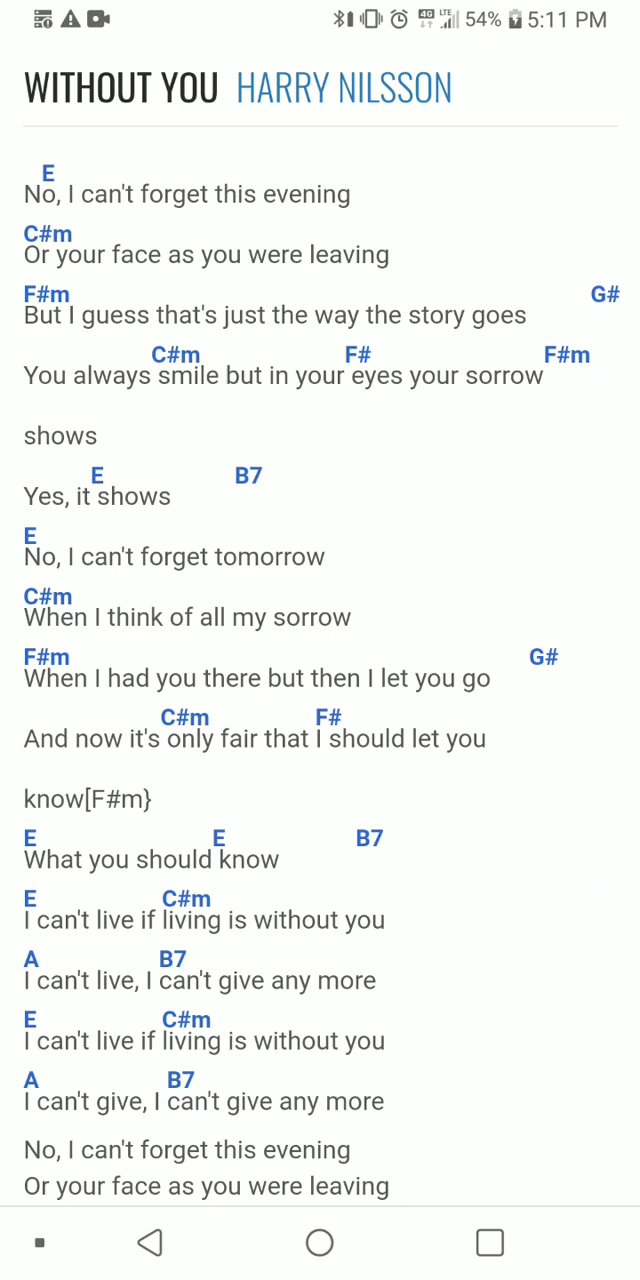 4G LTE 54% 5:11 PM
WITHOUT YOU HARRY NILSSON
E
No, I can't forget this evening
C#m
Or your face as you were leaving
F#m G#
But I guess that's just the way the story goes
C#m F# F#m
You always smile but in your eyes your sorrow
shows
E B7
Yes, it shows
E
No, I can't forget tomorrow
C#m
When I think of all my sorrow
F#m G#
When I had you there but then I let you go
C#m F#
And now it's only fair that I should let you
know[F#m}
E E B7
What you should know
E C#m
I can't live if living is without you
A B7
I can't live, I can't give any more
E C#m
I can't live if living is without you
A B7
I can't give, I can't give any more
No, I can't forget this evening
Or your face as you were leaving